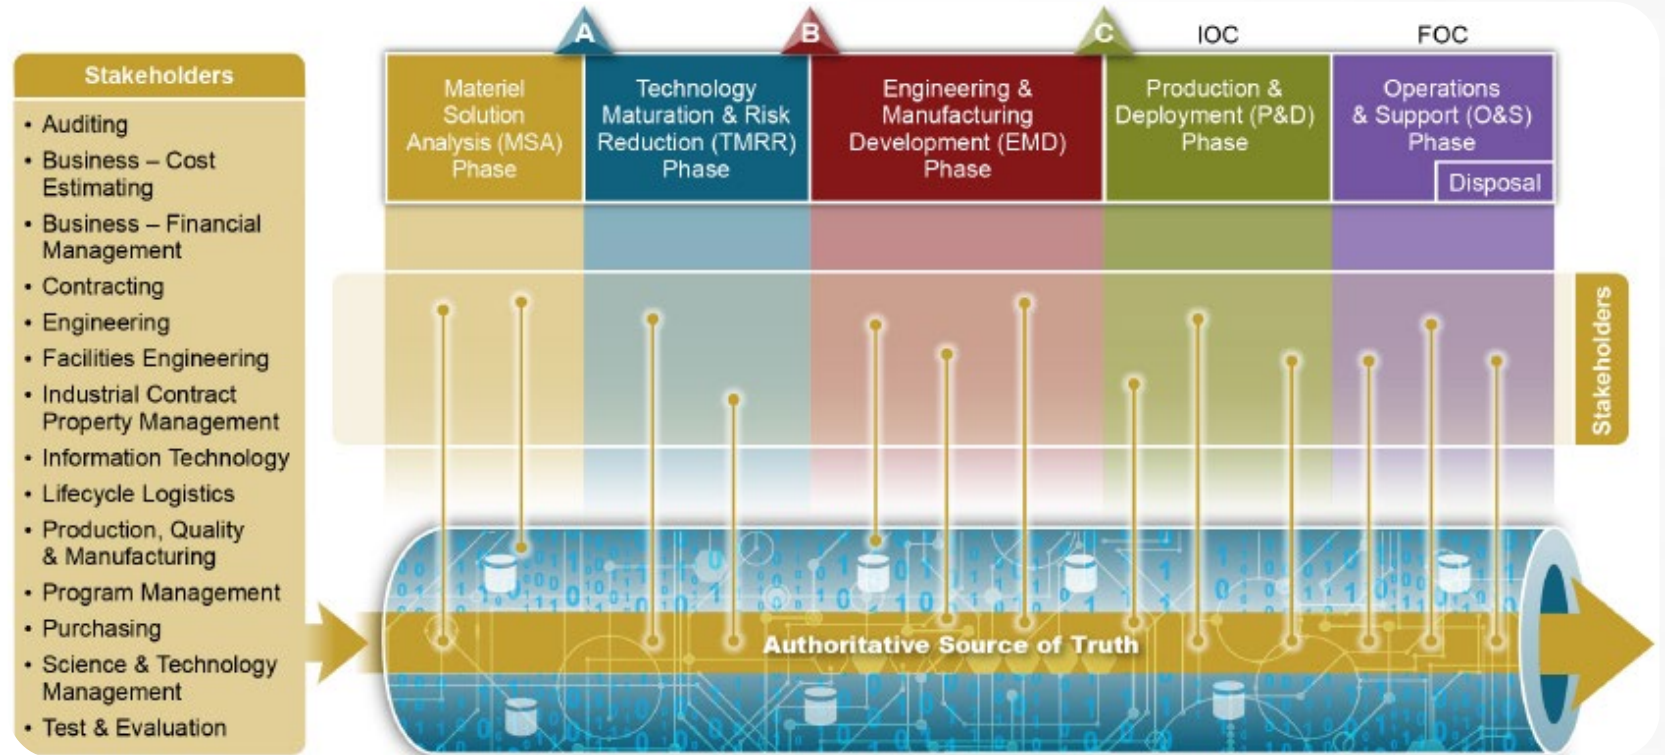 Stakeholders
• Auditing
• Business – Cost
Estimating
• Business – Financial
Management
• Contracting
• Engineering
• Facilities Engineering
• Industrial Contract
Property Management
• Information Technology
• Lifecycle Logistics
• Production, Quality
& Manufacturing
• Program Management
• Purchasing
• Science & Technology
Management
• Test & Evaluation
A
B
C
IOC
FOC
Materiel
Solution
Analysis (MSA)
Phase
Technology
Maturation & Risk
Reduction (TMRR)
Phase
Engineering &
Manufacturing
Development (EMD)
Phase
Production &
Deployment (P&D)
Phase
Operations
& Support (O&S)
Phase
Disposal
Stakeholders
Authoritative Source of Truth